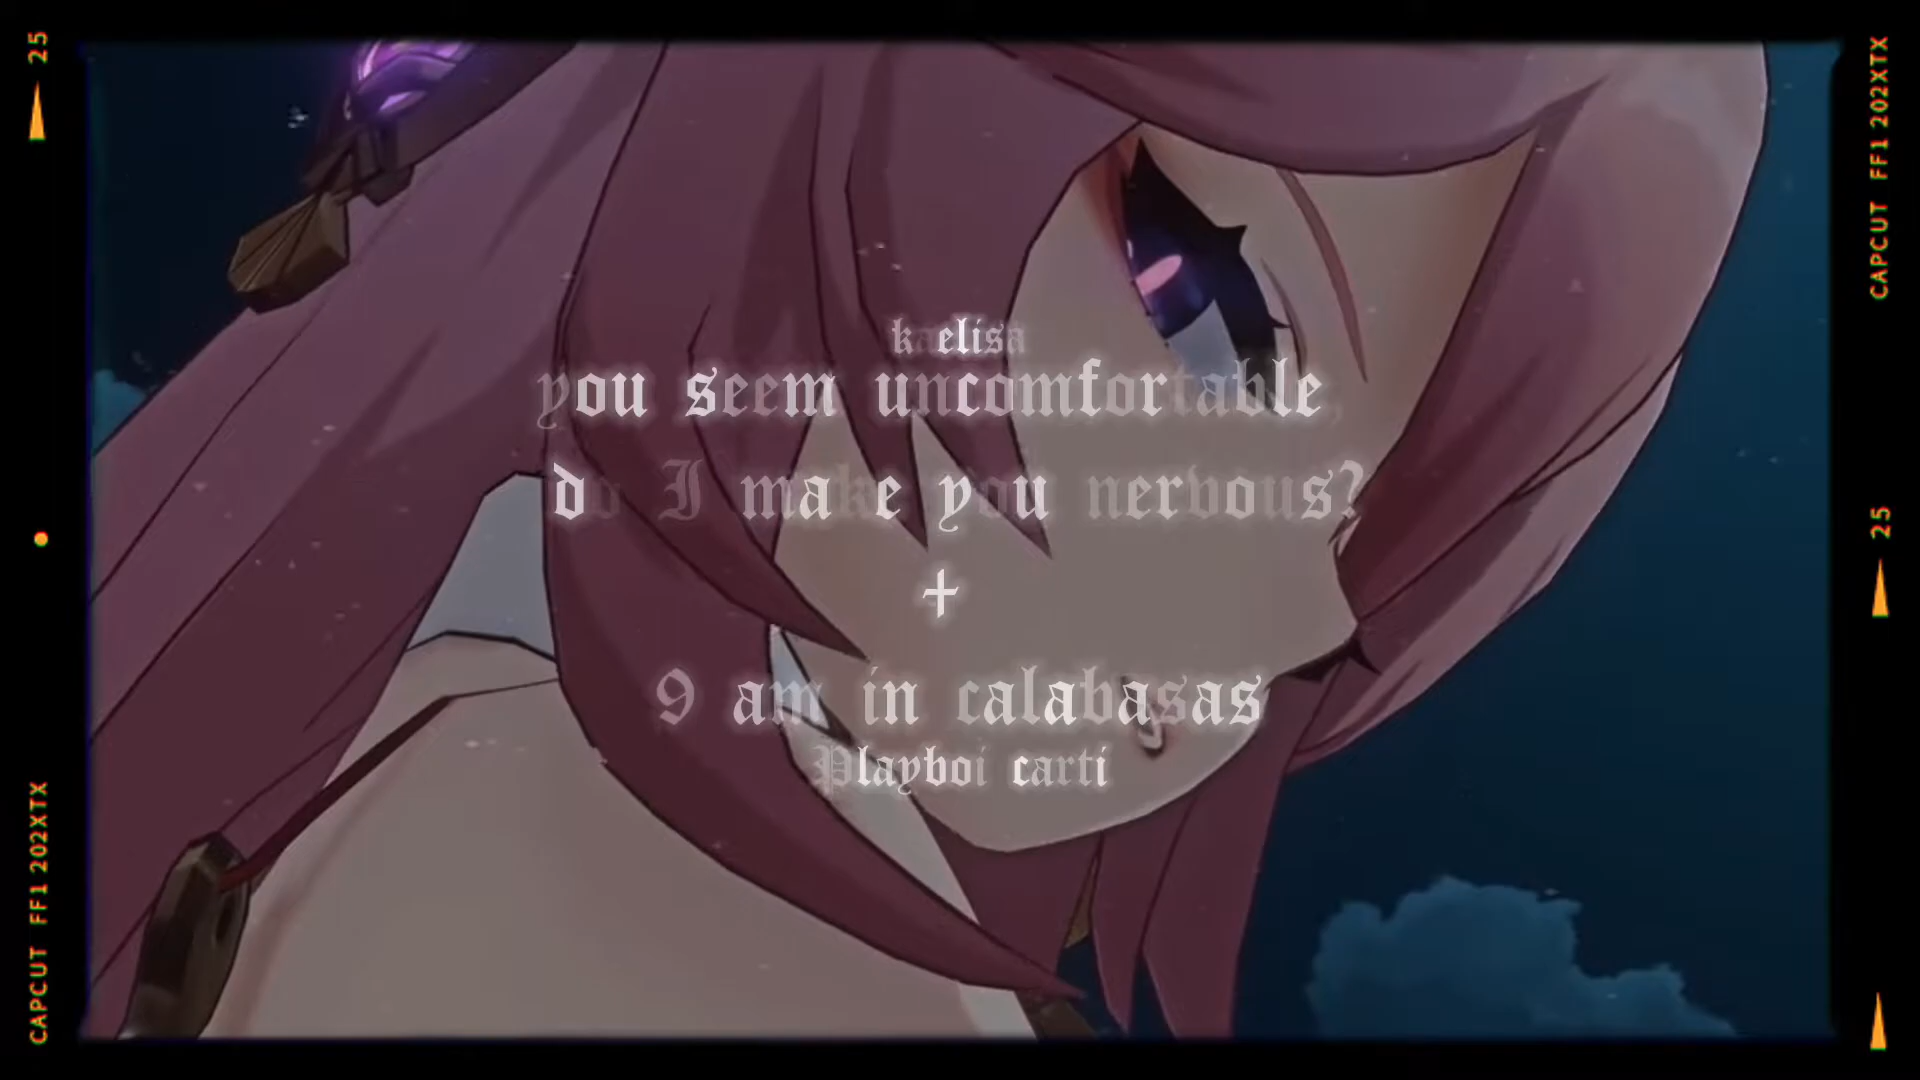 25
CAPCUT FF1 202XTX
kaelisa
you seem uncomfortable,
do I make you nervous?
+
9 am in calabasas
Playboi carti
CAPCUT FF1 202XTX
25